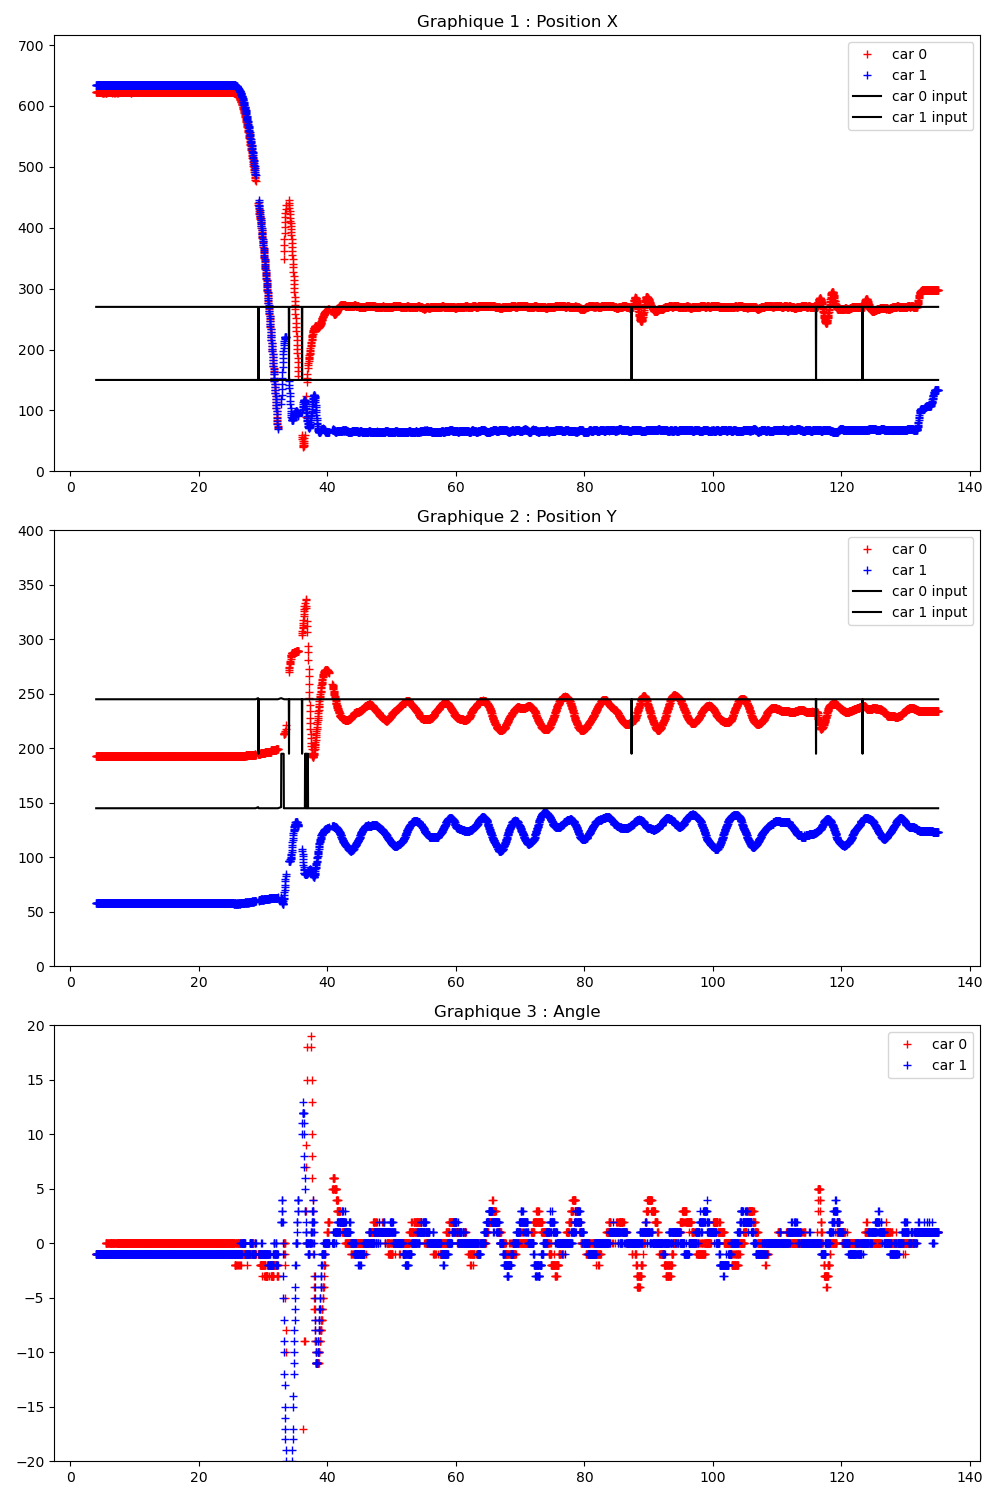 Graphique 1 : Position X
700
600
500
400
300
200
100
0
car 0
car 1
car 0 input
car 1 input
0 20 40 60 80 100 120 140
Graphique 2 : Position Y
400
350
300
250
200
150
100
50
0
car 0
car 1
car 0 input
car 1 input
0 20 40 60 80 100 120 140
Graphique 3 : Angle
20
15
10
5
0
−5
−10
−15
−20
car 0
car 1
0 20 40 60 80 100 120 140